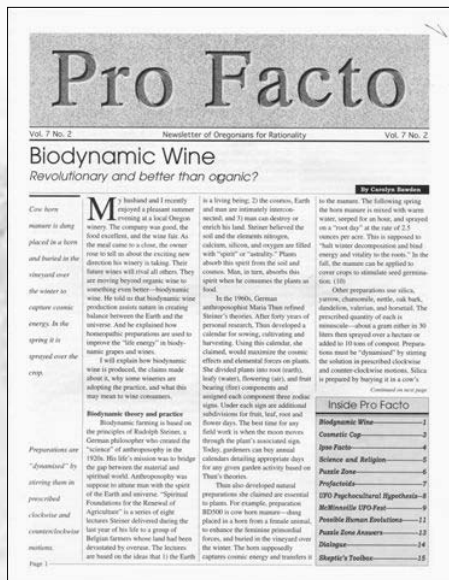 Pro Facto
Vol. 7 No. 2
Newsletter of Oregonians for Rationality
Vol. 7 No. 2
Biodynamic Wine
Revolutionary and better than organic?
By Carolyn Bowden
Cow horn
manure is dung
placed in a horn
and buried in the
vineyard over
the winter to
capture cosmic
energy. In the
spring it is
sprayed over the
crop.
Preparations are
"dynamised" by
stirring them in
prescribed
clockwise and
counterclockwise
motions.
My husband and I recently
enjoyed a pleasant summer
evening at a local Oregon
winery. The company was good, the
food excellent, and the wine fair. As
the meal came to a close, the owner
rose to tell us about the exciting new
direction his winery is taking. Their
future wines will rival all others. They
are moving beyond organic wine to
something even better—biodynamic
wine. He told us that biodynamic wine
production assists nature in creating
balance between the Earth and the
universe. And he explained how
homeopathic preparations are used to
improve the "life energy" in biody-
namic grapes and wines.
I will explain how biodynamic
wine is produced, the claims made
about it, why some wineries are
adopting the practice, and what this
may mean to wine consumers.
Biodynamic theory and practice
Biodynamic farming is based on
the principles of Rudolph Steiner, a
German philosopher who created the
"science" of anthroposophy in the
1920s. His life's mission was to bridge
the gap between the material and
spiritual world. Anthroposophy was
suppose to attune man with the spirit
of the Earth and universe. "Spiritual
Foundations for the Renewal of
Agriculture" is a series of eight
lectures Steiner delivered during the
last year of his life to a group of
Belgian farmers whose land had been
devastated by overuse. The lectures
are based on the ideas that 1) the Earth
is a living being; 2) the cosmos, Earth
and man are intimately intercon-
nected; and 3) man can destroy or
enrich his land. Steiner believed the
soil and the elements nitrogen,
calcium, silicon, and oxygen are filled
with "spirit" or "astrality." Plants
absorb this spirit from the soil and
cosmos. Man, in turn, absorbs this
spirit when he consumes the plants as
food.
In the 1960s, German
anthroposophist Maria Thun refined
Steiner's theories. After forty years of
personal research, Thun developed a
calendar for sowing, cultivating and
harvesting. Using this calendar, she
claimed, would maximize the cosmic
effects and elemental forces on plants.
She divided plants into root (earth),
leafy (water), flowering (air), and fruit
bearing (fire) components and
assigned each component three zodiac
signs. Under each sign are additional
subdivisions for fruit, leaf, root and
flower days. The best time for any
field work is when the moon moves
through the plant's associated sign.
Today, gardeners can buy annual
calendars detailing appropriate days
for any given garden activity based on
Thun's theories.
Thun also developed natural
preparations she claimed are essential
to plants. For example, preparation
BD500 is cow horn manure—dung
placed in a horn from a female animal,
to enhance the feminine primordial
forces, and buried in the vineyard over
the winter. The horn supposedly
captures cosmic energy and transfers it
to the manure. The following spring
the horn manure is mixed with warm
water, steeped for an hour, and sprayed
on a "root day" at the rate of 2.5
ounces per acre. This is supposed to
"halt winter decomposition and bind
energy and vitality to the roots." In the
fall, the manure can be applied to
cover crops to stimulate seed germina-
tion. (10)
Other preparations use silica,
yarrow, chamomile, nettle, oak bark,
dandelion, valerian, and horsetail. The
prescribed quantity of each is
minuscule—about a gram either in 30
liters then sprayed over a hectare or
added to 10 tons of compost. Prepara-
tions must be "dynamised" by stirring
the solution in prescribed clockwise
and counter-clockwise motions. Silica
is prepared by burying it in a cow's
Continued on next page
Inside Pro Facto
Biodynamic Wine—1
Cosmetic Cop—2
Ipso Facto—4
Science and Religion—5
Puzzle Zone—6
Profactoids—7
UFO Psychocultural Hypothesis—8
McMinnville UFO-Fest—9
Possible Human Evolutions—11
Puzzle Zone Answers—13
Dialogue—14
Skeptic's Toolbox—15
Page 1